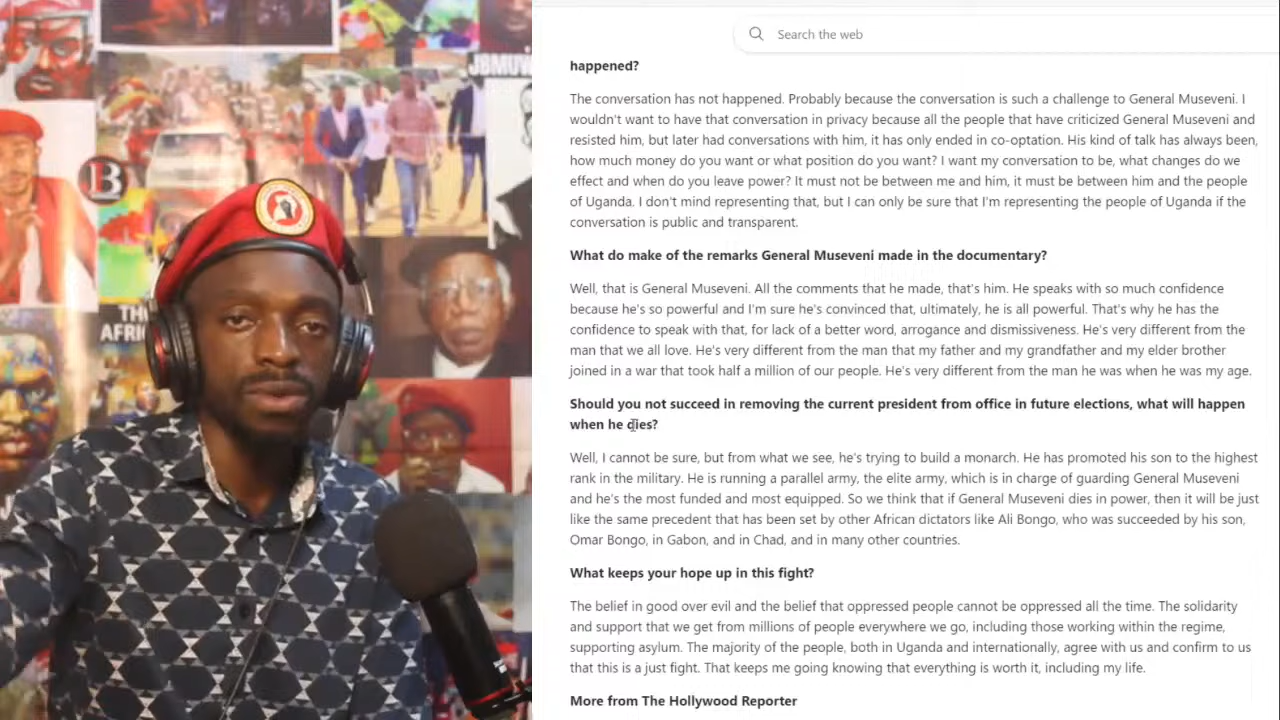 JBMUW
B
TH
AFRIC
Search the web
happened?
The conversation has not happened. Probably because the conversation is such a challenge to General Museveni. I
wouldn't want to have that conversation in privacy because all the people that have criticized General Museveni and
resisted him, but later had conversations with him, it has only ended in co-optation. His kind of talk has always been,
how much money do you want or what position do you want? I want my conversation to be, what changes do we
effect and when do you leave power? It must not be between me and him, it must be between him and the people
of Uganda. I don't mind representing that, but I can only be sure that I'm representing the people of Uganda if the
conversation is public and transparent.
What do make of the remarks General Museveni made in the documentary?
Well, that is General Museveni. All the comments that he made, that's him. He speaks with so much confidence
because he's so powerful and I'm sure he's convinced that, ultimately, he is all powerful. That's why he has the
confidence to speak with that, for lack of a better word, arrogance and dismissiveness. He's very different from the
man that we all love. He's very different from the man that my father and my grandfather and my elder brother
joined in a war that took half a million of our people. He's very different from the man he was when he was my age.
Should you not succeed in removing the current president from office in future elections, what will happen
when he dies?
Well, I cannot be sure, but from what we see, he's trying to build a monarch. He has promoted his son to the highest
rank in the military. He is running a parallel army, the elite army, which is in charge of guarding General Museveni
and he's the most funded and most equipped. So we think that if General Museveni dies in power, then it will be just
like the same precedent that has been set by other African dictators like Ali Bongo, who was succeeded by his son,
Omar Bongo, in Gabon, and in Chad, and in many other countries.
What keeps your hope up in this fight?
The belief in good over evil and the belief that oppressed people cannot be oppressed all the time. The solidarity
and support that we get from millions of people everywhere we go, including those working within the regime,
supporting asylum. The majority of the people, both in Uganda and internationally, agree with us and confirm to us
that this is a just fight. That keeps me going knowing that everything is worth it, including my life.
More from The Hollywood Reporter